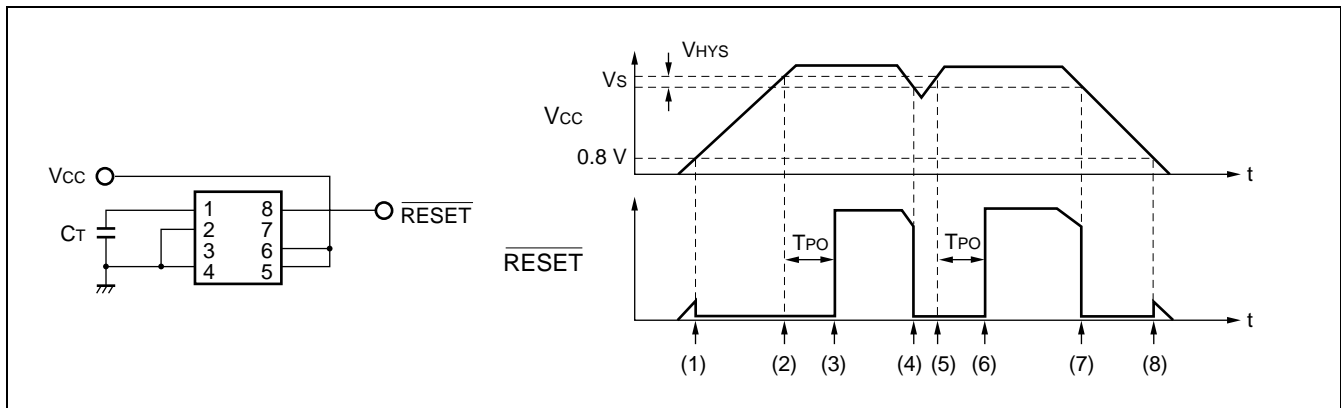 VCC
CT
1 8
2 7
3 6
4 5
RESET
VHYS
VS
VCC
0.8 V
t
TPO
TPO
RESET
t
(1) (2) (3) (4) (5) (6) (7) (8)